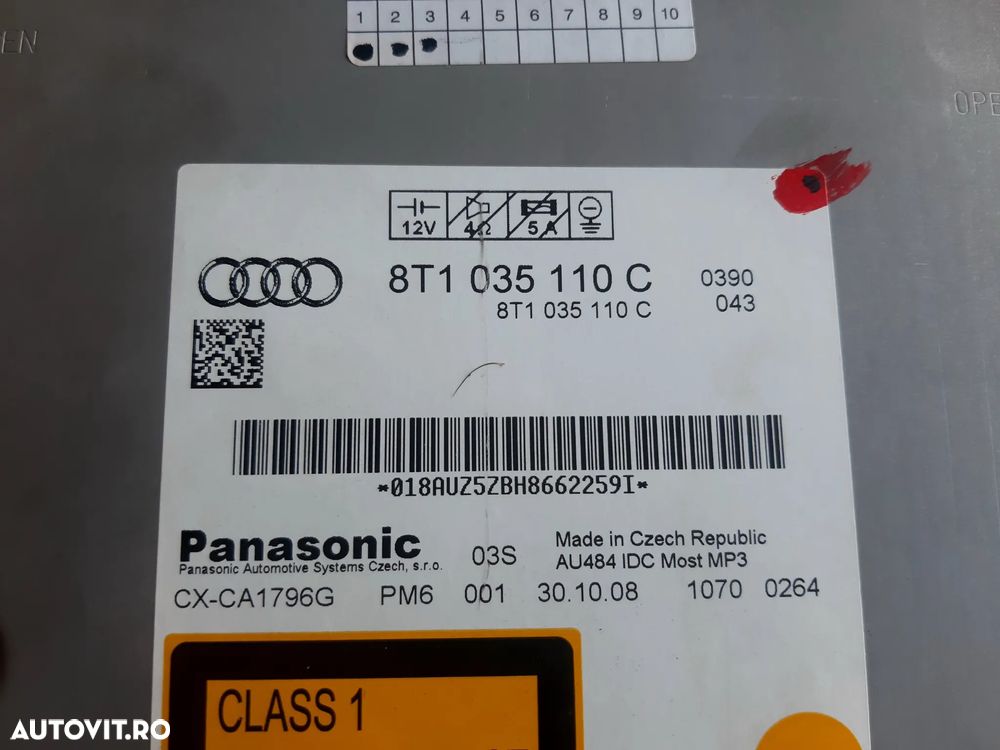 1 2 3 4 5 6 7 8 9 10
12V 4Ω 5A
8T1 035 110 C 0390
8T1 035 110 C 043
*018AUZ5ZBH8662259I*
Panasonic 03S Made in Czech Republic
Panasonic Automotive Systems Czech, s.r.o. AU484 IDC Most MP3
CX-CA1796G PM6 001 30.10.08 1070 0264
CLASS 1
AUTOVIT.RO